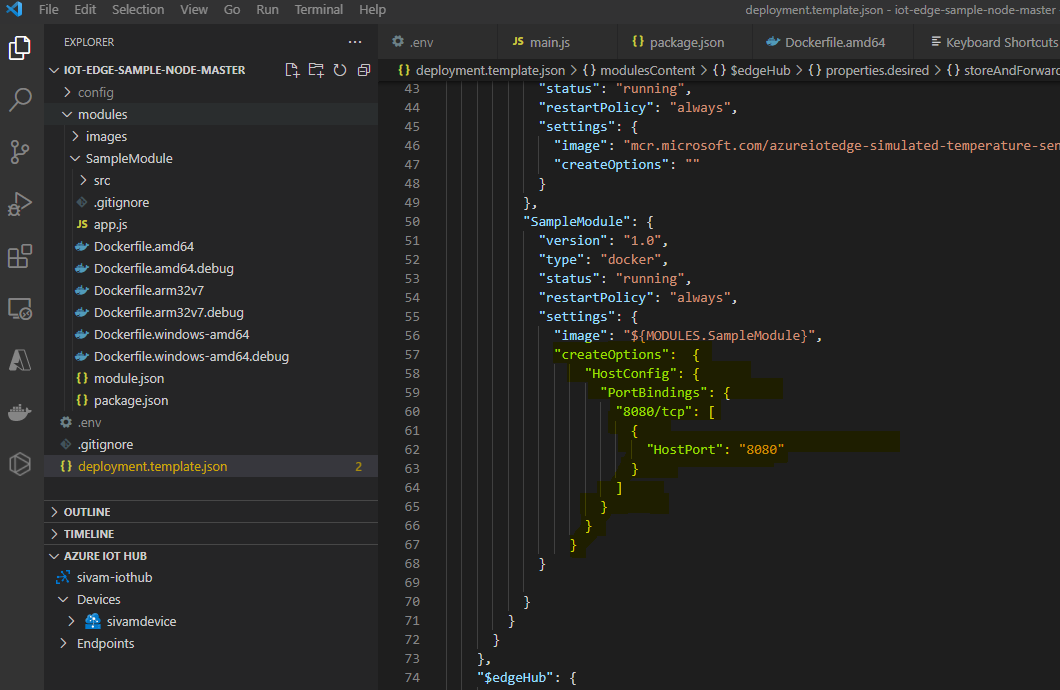 File Edit Selection View Go Run Terminal Help
deployment.template.json - iot-edge-sample-node-master
EXPLORER
IOT-EDGE-SAMPLE-NODE-MASTER
config
modules
images
SampleModule
src
.gitignore
JS app.js
Dockerfile.amd64
Dockerfile.amd64.debug
Dockerfile.arm32v7
Dockerfile.arm32v7.debug
Dockerfile.windows-amd64
Dockerfile.windows-amd64.debug
{} module.json
{} package.json
.env
.gitignore
{} deployment.template.json 2
OUTLINE
TIMELINE
AZURE IOT HUB
sivam-iothub
Devices
sivamdevice
Endpoints
.env JS main.js {} package.json Dockerfile.amd64 Keyboard Shortcuts
{} deployment.template.json > {} modulesContent > {} $edgeHub > {} properties.desired > {} storeAndForward
43 "status": "running",
44 "restartPolicy": "always",
45 "settings": {
46 "image": "mcr.microsoft.com/azureiotedge-simulated-temperature-sen
47 "createOptions": ""
48 }
49 },
50 "SampleModule": {
51 "version": "1.0",
52 "type": "docker",
53 "status": "running",
54 "restartPolicy": "always",
55 "settings": {
56 "image": "${MODULES.SampleModule}",
57 "createOptions": {
58 "HostConfig": {
59 "PortBindings": {
60 "8080/tcp": [
61 {
62 "HostPort": "8080"
63 }
64 ]
65 }
66 }
67 }
68 }
69
70 }
71 }
72 }
73 },
74 "$edgeHub": {